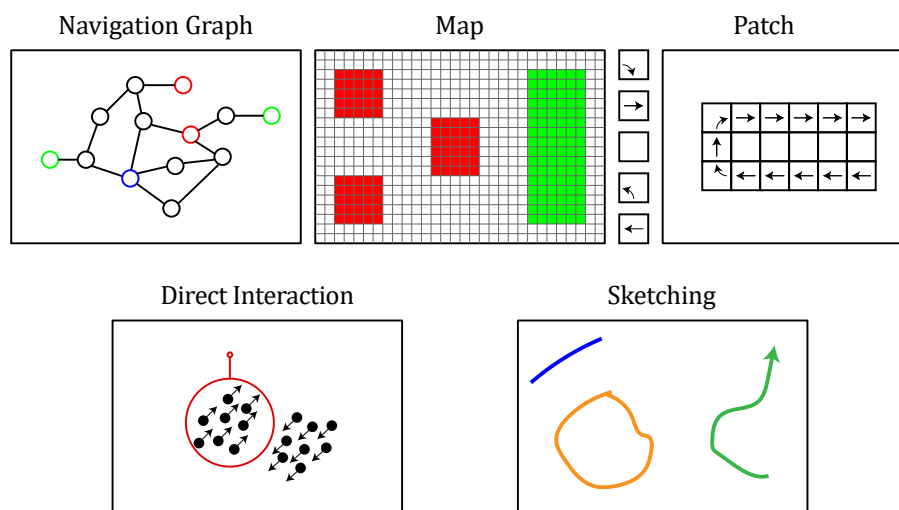 Navigation Graph
Map
Patch
Direct Interaction
Sketching